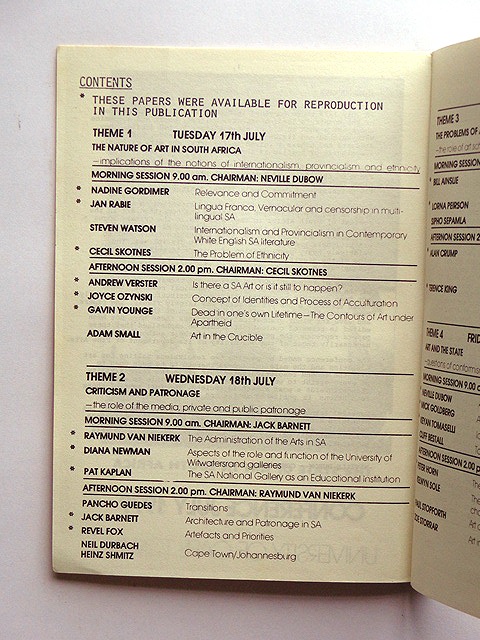 CONTENTS
* THESE PAPERS WERE AVAILABLE FOR REPRODUCTION
IN THIS PUBLICATION
THEME 1 TUESDAY 17th JULY
THE NATURE OF ART IN SOUTH AFRICA
—implications of the notions of internationalism, provincialism and ethnicity
MORNING SESSION 9.00 am. CHAIRMAN: NEVILLE DUBOW
* NADINE GORDIMER Relevance and Commitment
* JAN RABIE Lingua Franca, Vernacular and censorship in multi-
lingual SA
STEVEN WATSON Internationalism and Provincialism in Contemporary
White English SA literature
* CECIL SKOTNES The Problem of Ethnicity
AFTERNOON SESSION 2.00 pm. CHAIRMAN: CECIL SKOTNES
* ANDREW VERSTER Is there a SA Art or is it still to happen?
* JOYCE OZYNSKI Concept of Identities and Process of Acculturation
* GAVIN YOUNGE Dead in one's own Lifetime—The Contours of Art under
Apartheid
ADAM SMALL Art in the Crucible
THEME 2 WEDNESDAY 18th JULY
CRITICISM AND PATRONAGE
—the role of the media, private and public patronage
MORNING SESSION 9.00 am. CHAIRMAN: JACK BARNETT
* RAYMUND VAN NIEKERK The Administration of the Arts in SA
* DIANA NEWMAN Aspects of the role and function of the University of
Witwatersrand galleries
* PAT KAPLAN The SA National Gallery as an Educational institution
AFTERNOON SESSION 2.00 pm. CHAIRMAN: RAYMUND VAN NIEKERK
PANCHO GUEDES Transitions
* JACK BARNETT Architecture and Patronage in SA
* REVEL FOX Artefacts and Priorities
NEIL DURBACH
HEINZ SHMITZ Cape Town/Johannesburg
THEME 3
THE PROBLEMS OF
—the role of art
MORNING SESSION
* BILL AINSLIE
* LORNA PEIRSON
SIPHO SEPAMLA
AFTERNOON SESSION 2
* ALAN CRUMP
* TERENCE KING
THEME 4 FRID
ART AND THE STATE
—questions of conform
MORNING SESSION 9.00
NEVILLE DUBOW
MICK GOLDBERG
KEYAN TOMASELLI
CLIFF BESTALL
AFTERNOON SESSION 2.00 p
PETER HORN
SELWYN SOLE
PAUL STOPFORTH